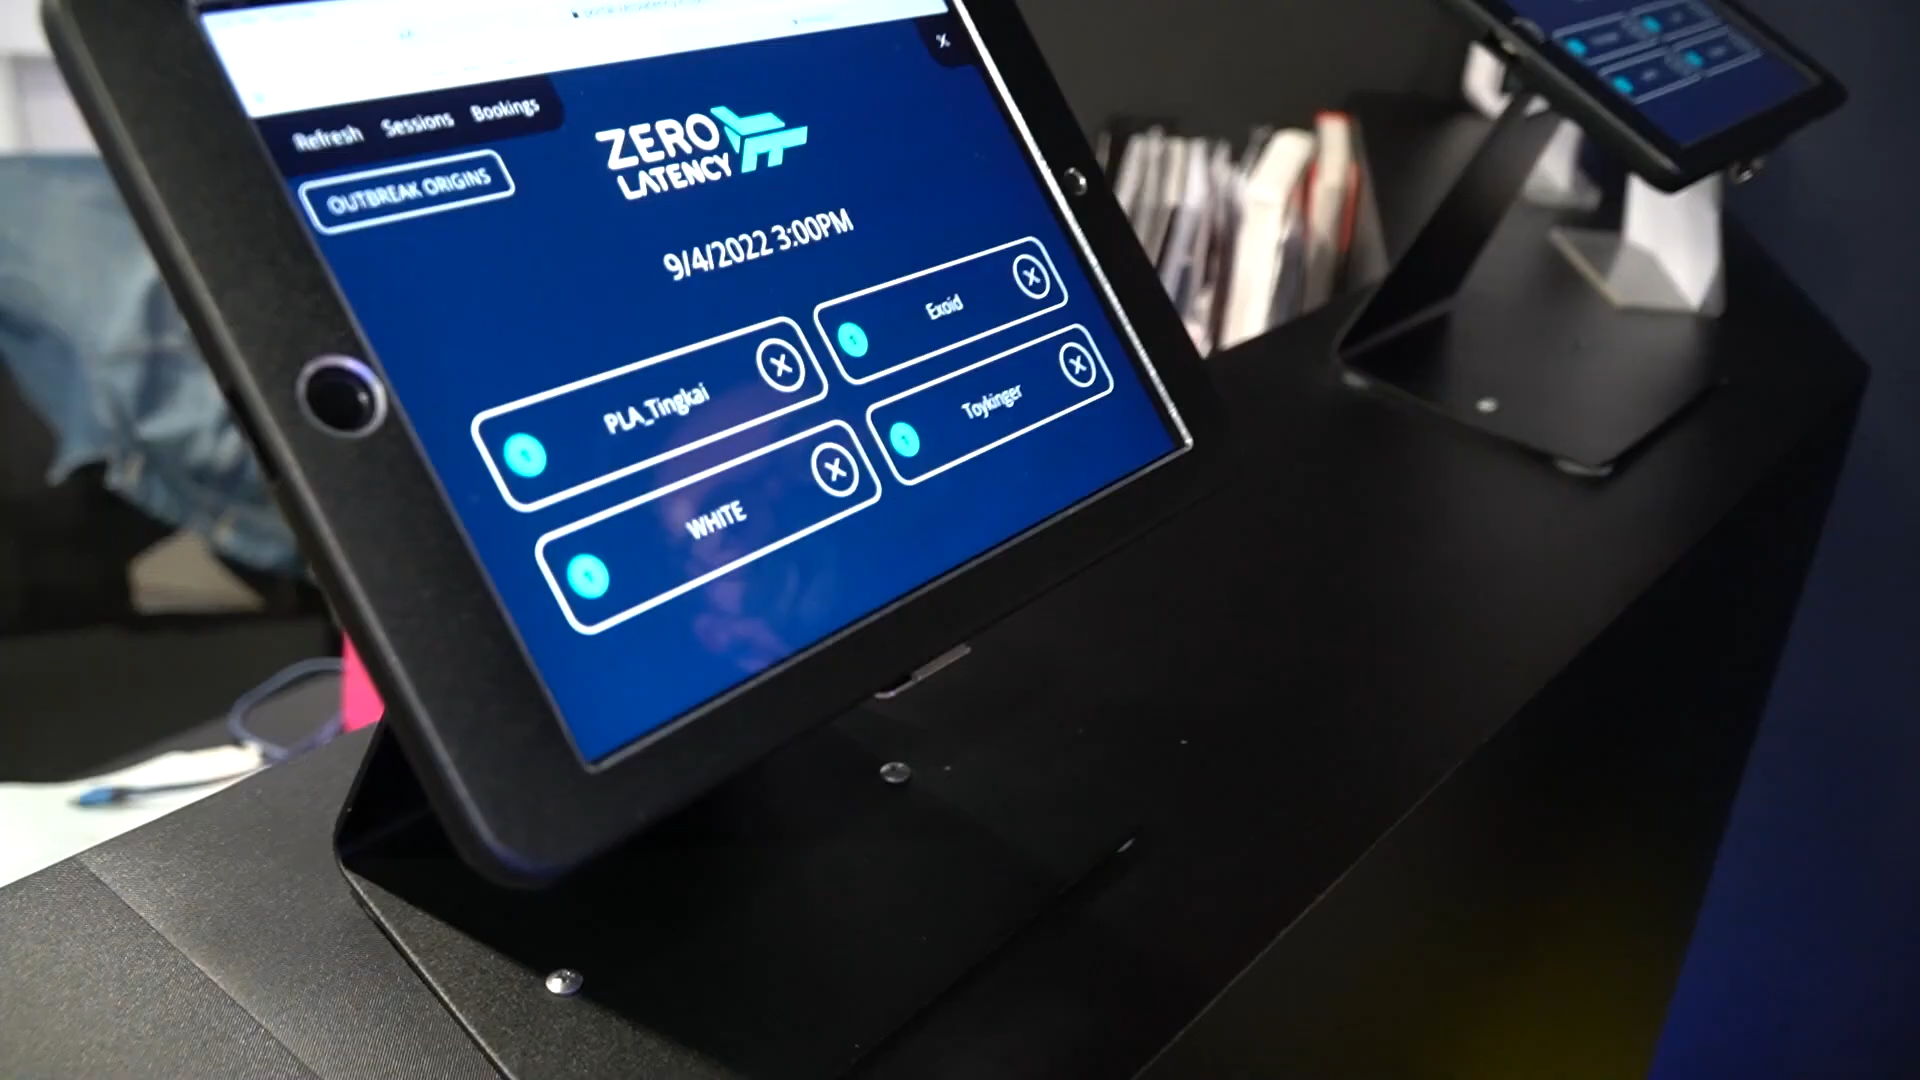 Refresh Sessions Bookings
OUTBREAK ORIGINS
ZERO
LATENCY
9/4/2022 3:00PM
PLA_Tingkai
Exoid
WHITE
Toykinger